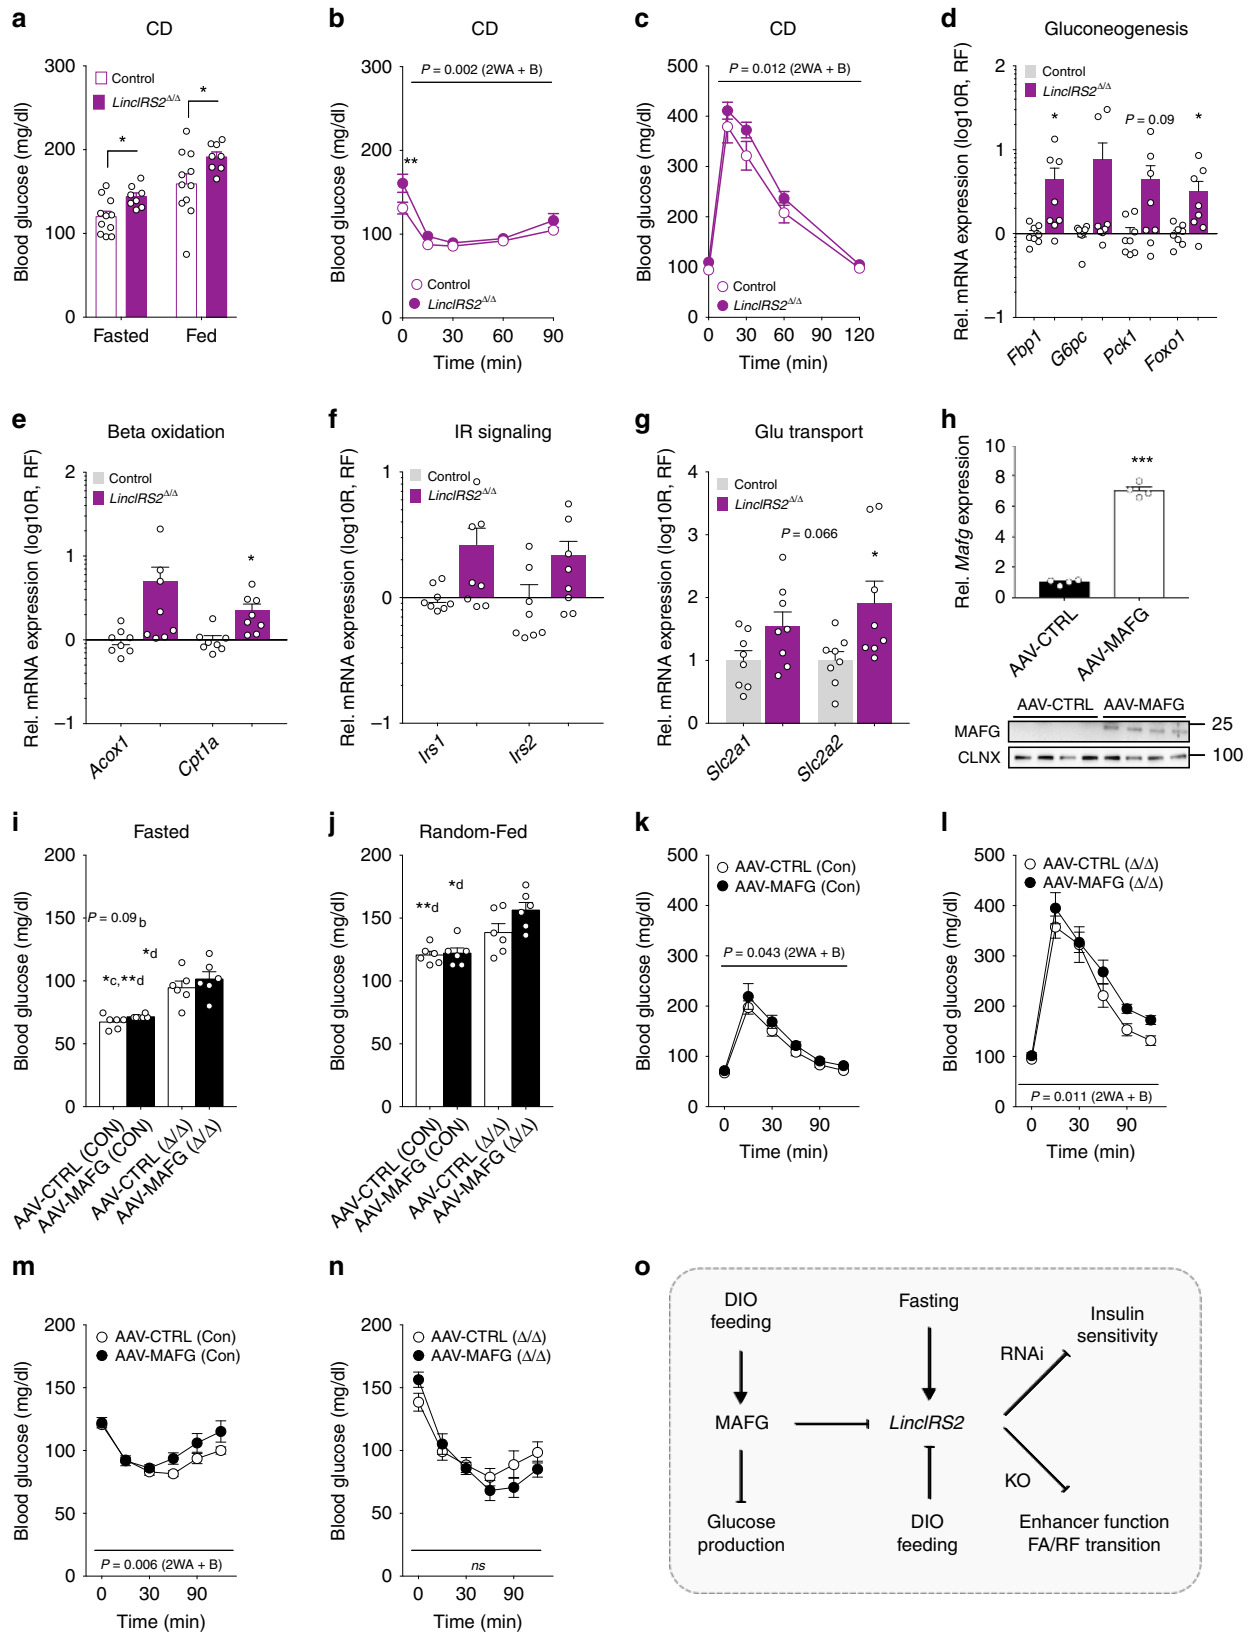 a
CD
Blood glucose (mg/dl)
300
200
100
0
Control
LincIRS2Δ/Δ
*
*
Fasted
Fed
b
CD
Blood glucose (mg/dl)
300
200
100
0
P = 0.002 (2WA + B)
**
Control
LincIRS2Δ/Δ
0
30
60
90
Time (min)
c
CD
Blood glucose (mg/dl)
500
400
300
200
100
0
P = 0.012 (2WA + B)
Control
LincIRS2Δ/Δ
0
30
60
120
Time (min)
d
Gluconeogenesis
Rel. mRNA expression (log10R, RF)
2
1
0
−1
Control
LincIRS2Δ/Δ
*
P = 0.09
*
Fbp1
G6pc
Pck1
Foxo1
e
Beta oxidation
Rel. mRNA expression (log10R, RF)
2
1
0
−1
Control
LincIRS2Δ/Δ
*
Acox1
Cpt1a
f
IR signaling
Rel. mRNA expression (log10R, RF)
1
0
−1
Control
LincIRS2Δ/Δ
Irs1
Irs2
g
Glu transport
Rel. mRNA expression (log10R, RF)
4
3
2
1
0
Control
LincIRS2Δ/Δ
P = 0.066
*
Slc2a1
Slc2a2
h
Rel. Mafg expression
10
8
6
4
2
0
***
AAV-CTRL
AAV-MAFG
AAV-CTRL AAV-MAFG
MAFG
25
CLNX
100
i
Fasted
Blood glucose (mg/dl)
200
150
100
50
0
P = 0.09 b
*d
*c,**d
AAV-CTRL (CON)
AAV-MAFG (CON)
AAV-CTRL (Δ/Δ)
AAV-MAFG (Δ/Δ)
j
Random-Fed
Blood glucose (mg/dl)
200
150
100
50
0
*d
**d
AAV-CTRL (CON)
AAV-MAFG (CON)
AAV-CTRL (Δ/Δ)
AAV-MAFG (Δ/Δ)
k
Blood glucose (mg/dl)
500
400
300
200
100
0
AAV-CTRL (Con)
AAV-MAFG (Con)
P = 0.043 (2WA + B)
0
30
90
Time (min)
l
Blood glucose (mg/dl)
500
400
300
200
100
0
AAV-CTRL (Δ/Δ)
AAV-MAFG (Δ/Δ)
P = 0.011 (2WA + B)
0
30
90
Time (min)
m
Blood glucose (mg/dl)
200
150
100
50
0
AAV-CTRL (Con)
AAV-MAFG (Con)
P = 0.006 (2WA + B)
0
30
90
Time (min)
n
Blood glucose (mg/dl)
200
150
100
50
0
AAV-CTRL (Δ/Δ)
AAV-MAFG (Δ/Δ)
ns
0
30
90
Time (min)
o
DIO
feeding
Fasting
Insulin
sensitivity
RNAi
MAFG
LincIRS2
KO
Glucose
production
DIO
feeding
Enhancer function
FA/RF transition